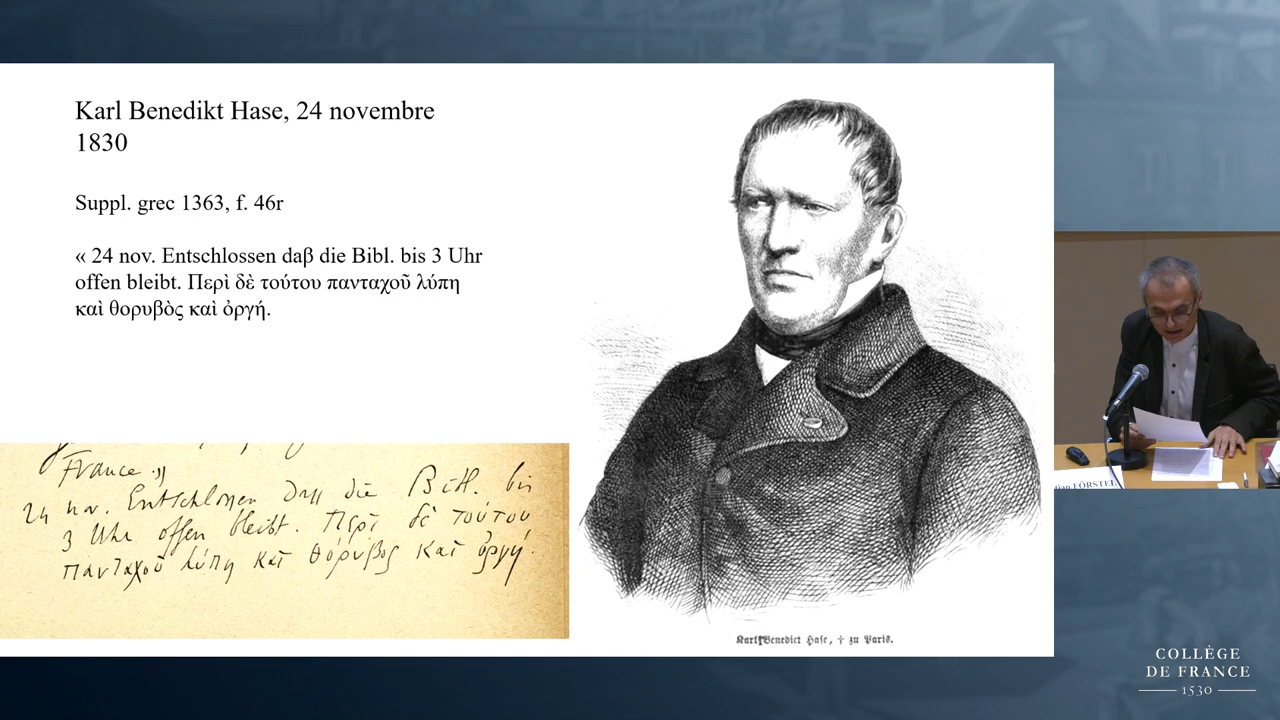 Karl Benedikt Hase, 24 novembre
1830
Suppl. grec 1363, f. 46r
« 24 nov. Entschlossen daβ die Bibl. bis 3 Uhr
offen bleibt. Περὶ δὲ τούτου πανταχοῦ λύπη
καὶ θορυβὸς καὶ ὀργή.
France.»
24 nov. Entschlossen daß die Bibl. bis
3 Uhr offen bleibt. Περὶ δὲ τούτου
πανταχοῦ λύπη καὶ θόρυβος καὶ ὀργή.
Karl Benedict Hase, † zu Paris.
tian FÖRSTEL
COLLÈGE
DE FRANCE
1530